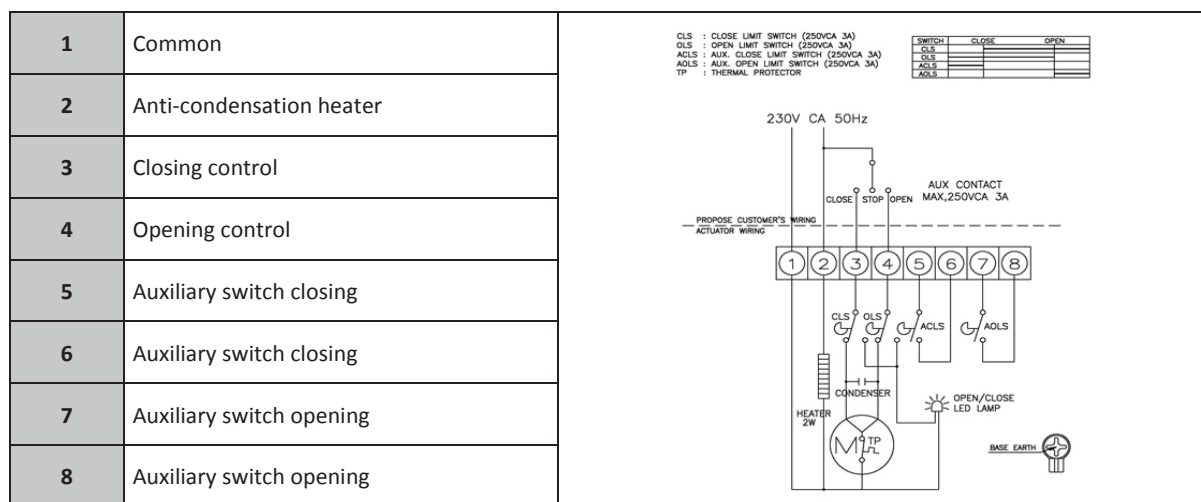 1 Common
2 Anti-condensation heater
3 Closing control
4 Opening control
5 Auxiliary switch closing
6 Auxiliary switch closing
7 Auxiliary switch opening
8 Auxiliary switch opening
CLS : CLOSE LIMIT SWITCH (250VCA 3A)
OLS : OPEN LIMIT SWITCH (250VCA 3A)
ACLS : AUX. CLOSE LIMIT SWITCH (250VCA 3A)
AOLS : AUX. OPEN LIMIT SWITCH (250VCA 3A)
TP : THERMAL PROTECTOR
SWITCH CLOSE OPEN
CLS
OLS
ACLS
AOLS
230V CA 50Hz
AUX CONTACT
MAX,250VCA 3A
CLOSE STOP OPEN
PROPOSE CUSTOMER'S WIRING
ACTUATOR WIRING
1 2 3 4 5 6 7 8
CLS OLS ACLS AOLS
CONDENSER
OPEN/CLOSE
LED LAMP
HEATER
2W
M TP
BASE EARTH